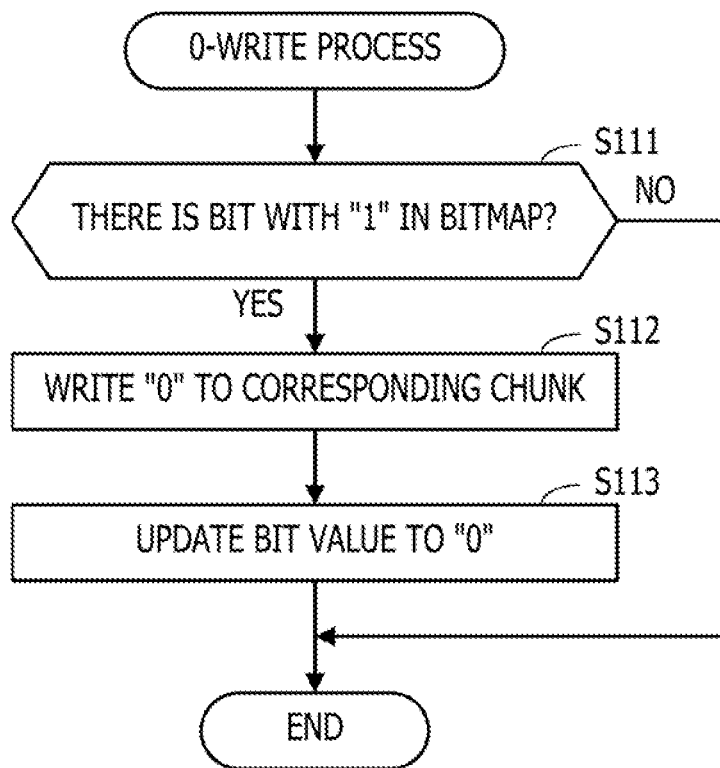 0-WRITE PROCESS
S111
THERE IS BIT WITH "1" IN BITMAP?
NO
YES
S112
WRITE "0" TO CORRESPONDING CHUNK
S113
UPDATE BIT VALUE TO "0"
END